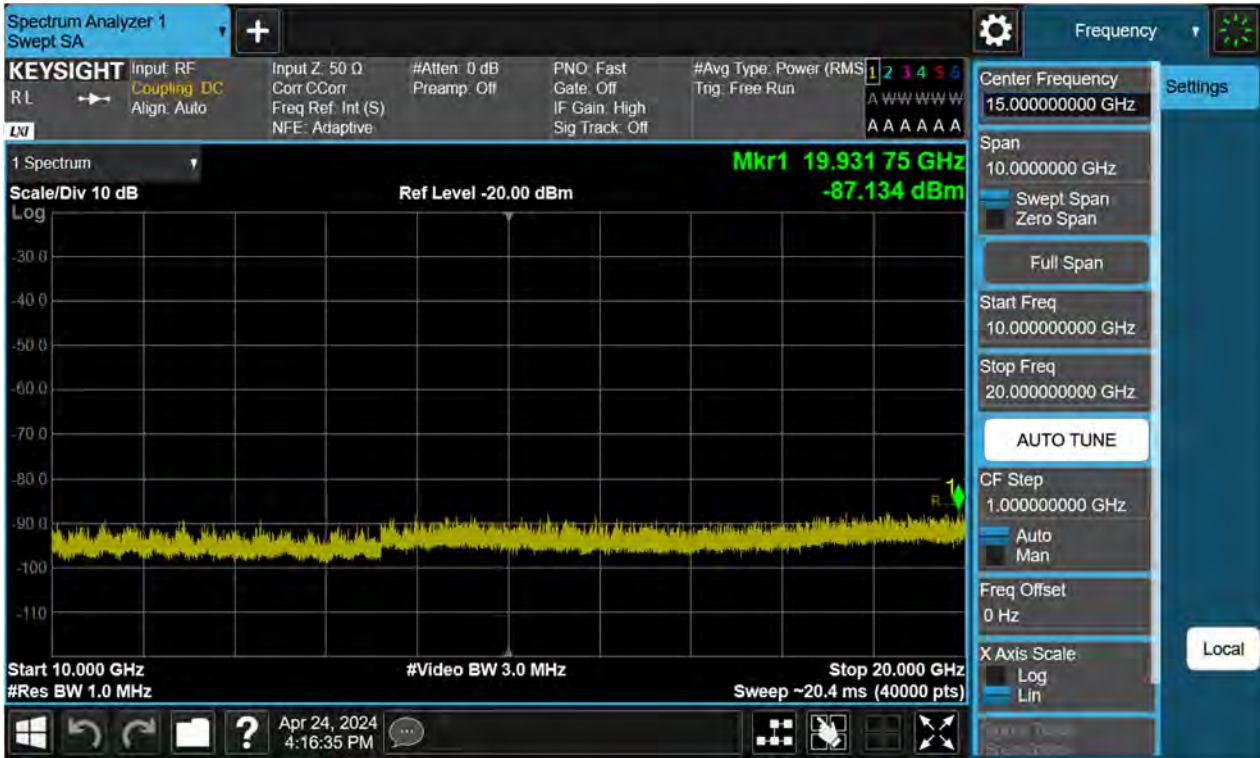 Spectrum Analyzer 1
Swept SA
+
Frequency
KEYSIGHT
RL
LXI
Input: RF
Coupling: DC
Align: Auto
Input Z: 50 Ω
Corr CCorr
Freq Ref: Int (S)
NFE: Adaptive
#Atten: 0 dB
Preamp: Off
PNO: Fast
Gate: Off
IF Gain: High
Sig Track: Off
#Avg Type: Power (RMS
Trig: Free Run
1 2 3 4 5 6
A W W W W W
A A A A A A
Center Frequency
15.000000000 GHz
Settings
Span
10.0000000 GHz
Swept Span
Zero Span
Full Span
Start Freq
10.000000000 GHz
Stop Freq
20.000000000 GHz
AUTO TUNE
CF Step
1.000000000 GHz
Auto
Man
Freq Offset
0 Hz
X Axis Scale
Log
Lin
Local
1 Spectrum
Mkr1 19.931 75 GHz
-87.134 dBm
Scale/Div 10 dB
Ref Level -20.00 dBm
Log
-30.0
-40.0
-50.0
-60.0
-70.0
-80.0
-90.0
-100
-110
1
Start 10.000 GHz
#Video BW 3.0 MHz
Stop 20.000 GHz
#Res BW 1.0 MHz
Sweep ~20.4 ms (40000 pts)
?
Apr 24, 2024
4:16:35 PM